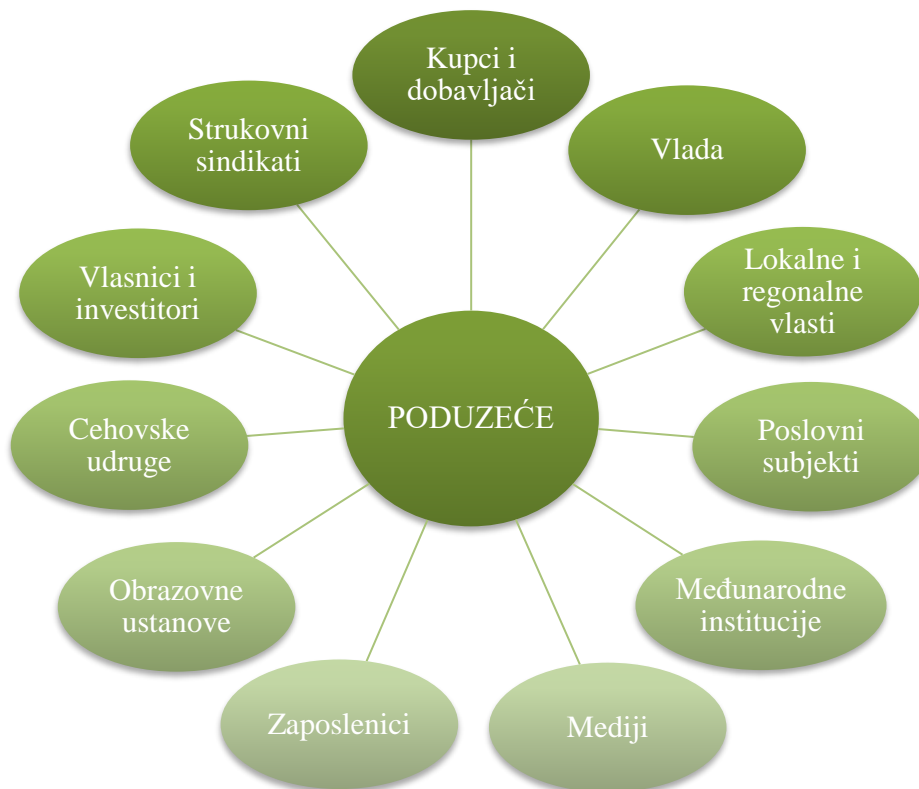 Kupci i
dobavljači
Strukovni
sindikati
Vlada
Vlasnici i
investitori
Lokalne i
regonalne
vlasti
PODUZEĆE
Cehovske
udruge
Poslovni
subjekti
Obrazovne
ustanove
Međunarodne
institucije
Zaposlenici
Mediji